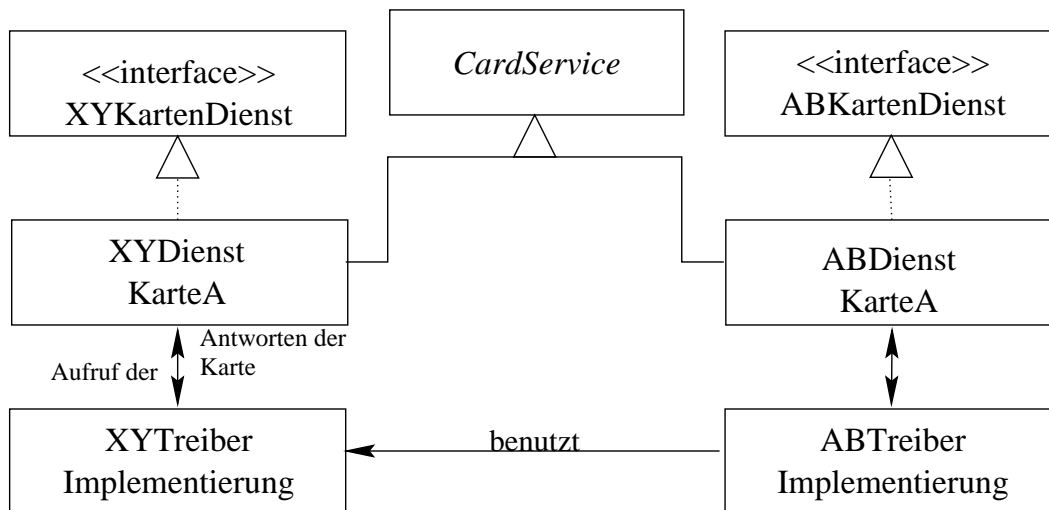 <<interface>>
XYKartenDienst
CardService
<<interface>>
ABKartenDienst
XYDienst
KarteA
ABDienst
KarteA
Antworten der
Karte
Aufruf der
XYTreiber
Implementierung
benutzt
ABTreiber
Implementierung